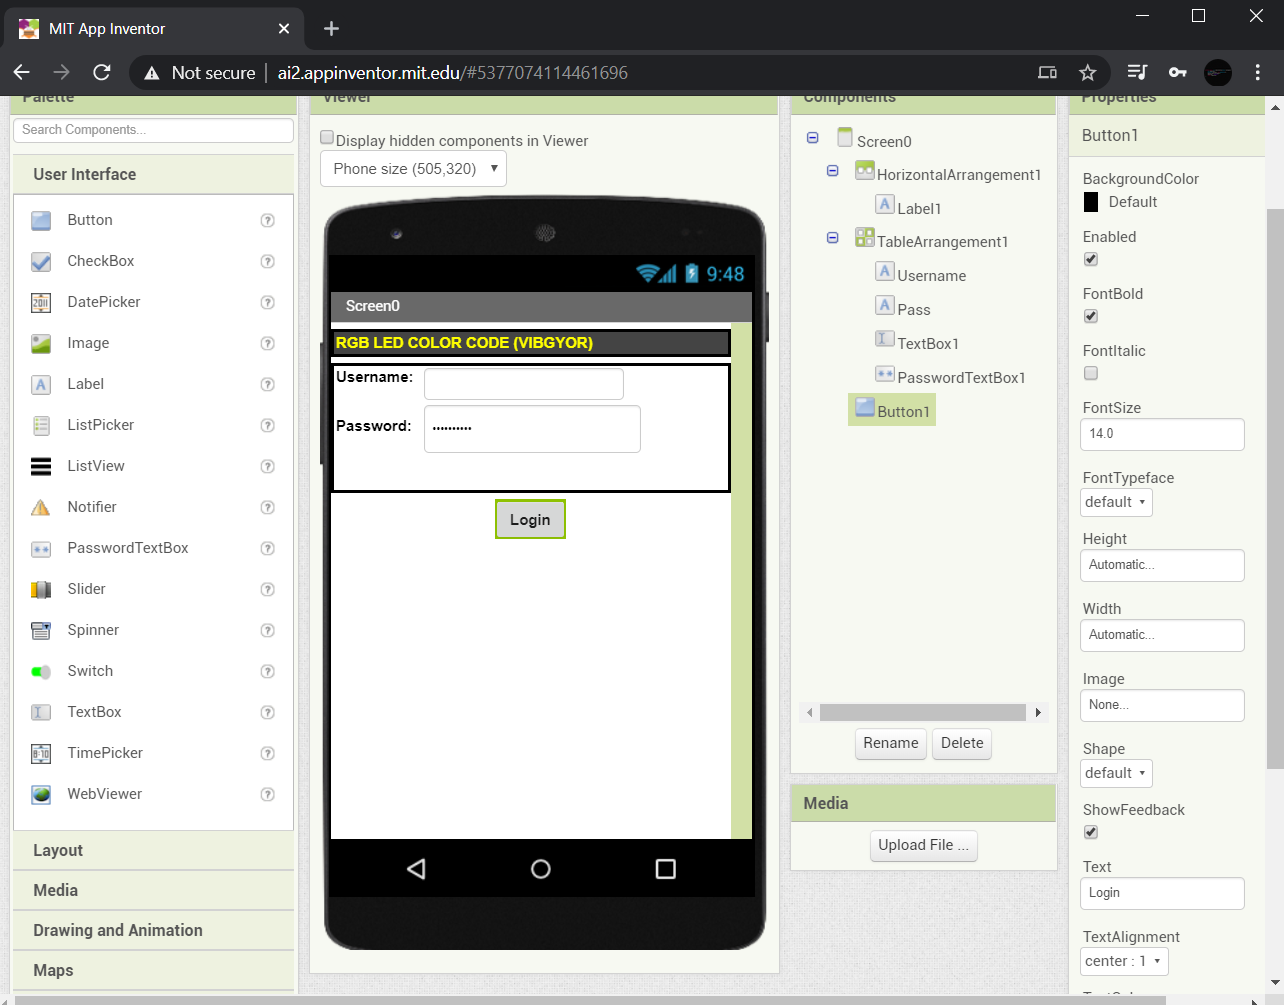 MIT App Inventor
Not secure
ai2.appinventor.mit.edu/#5377074114461696
Palette
Search Components...
User Interface
Button
CheckBox
DatePicker
Image
Label
ListPicker
ListView
Notifier
PasswordTextBox
Slider
Spinner
Switch
TextBox
TimePicker
WebViewer
Layout
Media
Drawing and Animation
Maps
Viewer
Display hidden components in Viewer
Phone size (505,320)
9:48
Screen0
RGB LED COLOR CODE (VIBGYOR)
Username:
Password:
Login
Components
Screen0
HorizontalArrangement1
Label1
TableArrangement1
Username
Pass
TextBox1
PasswordTextBox1
Button1
Rename
Delete
Media
Upload File ...
Properties
Button1
BackgroundColor
Default
Enabled
FontBold
FontItalic
FontSize
14.0
FontTypeface
default
Height
Automatic...
Width
Automatic...
Image
None...
Shape
default
ShowFeedback
Text
Login
TextAlignment
center : 1